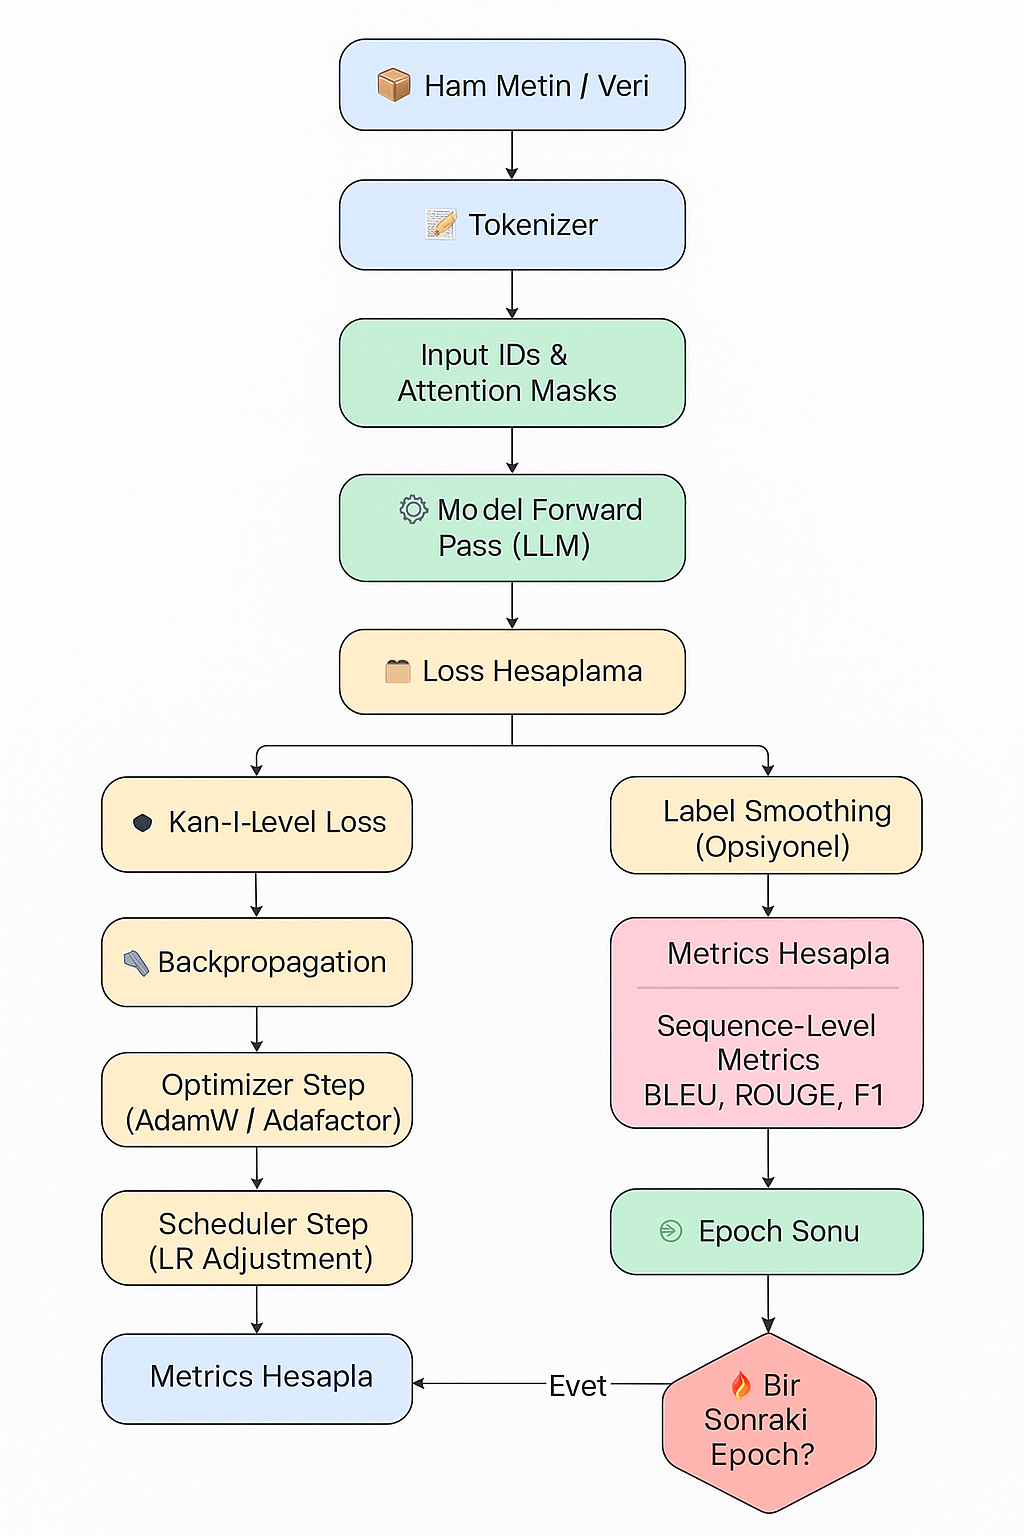 Ham Metin / Veri
Tokenizer
Input IDs &
Attention Masks
Model Forward
Pass (LLM)
Loss Hesaplama
Kan-I-Level Loss
Backpropagation
Optimizer Step
(AdamW / Adafactor)
Scheduler Step
(LR Adjustment)
Metrics Hesapla
Label Smoothing
(Opsiyonel)
Metrics Hesapla
Sequence-Level
Metrics
BLEU, ROUGE, F1
Epoch Sonu
Bir
Sonraki
Epoch?
Evet